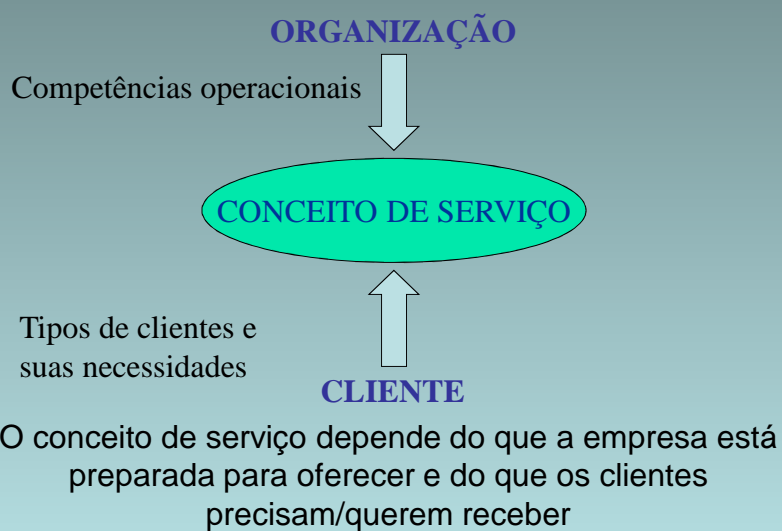 ORGANIZAÇÃO
Competências operacionais
CONCEITO DE SERVIÇO
Tipos de clientes e
suas necessidades
CLIENTE
O conceito de serviço depende do que a empresa está
preparada para oferecer e do que os clientes
precisam/querem receber